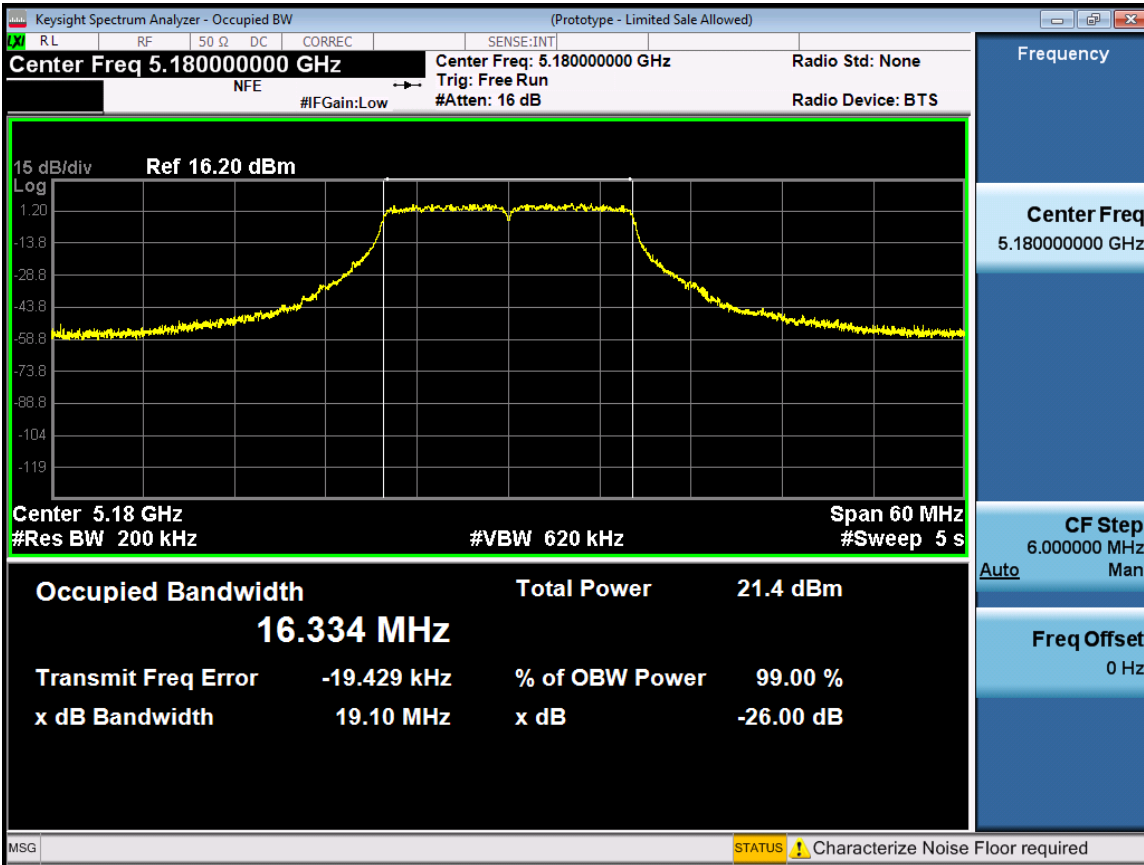 Keysight Spectrum Analyzer - Occupied BW (Prototype - Limited Sale Allowed)
LXI RL RF 50 Ω DC CORREC SENSE:INT
Center Freq 5.180000000 GHz
NFE
#IFGain:Low
Center Freq: 5.180000000 GHz
Trig: Free Run
#Atten: 16 dB
Radio Std: None
Radio Device: BTS
15 dB/div Ref 16.20 dBm
Log
1.20
-13.8
-28.8
-43.8
-58.8
-73.8
-88.8
-104
-119
Center 5.18 GHz Span 60 MHz
#Res BW 200 kHz #VBW 620 kHz #Sweep 5 s
Occupied Bandwidth Total Power 21.4 dBm
16.334 MHz
Transmit Freq Error -19.429 kHz % of OBW Power 99.00 %
x dB Bandwidth 19.10 MHz x dB -26.00 dB
Frequency
Center Freq
5.180000000 GHz
CF Step
6.000000 MHz
Auto Man
Freq Offset
0 Hz
MSG STATUS Characterize Noise Floor required